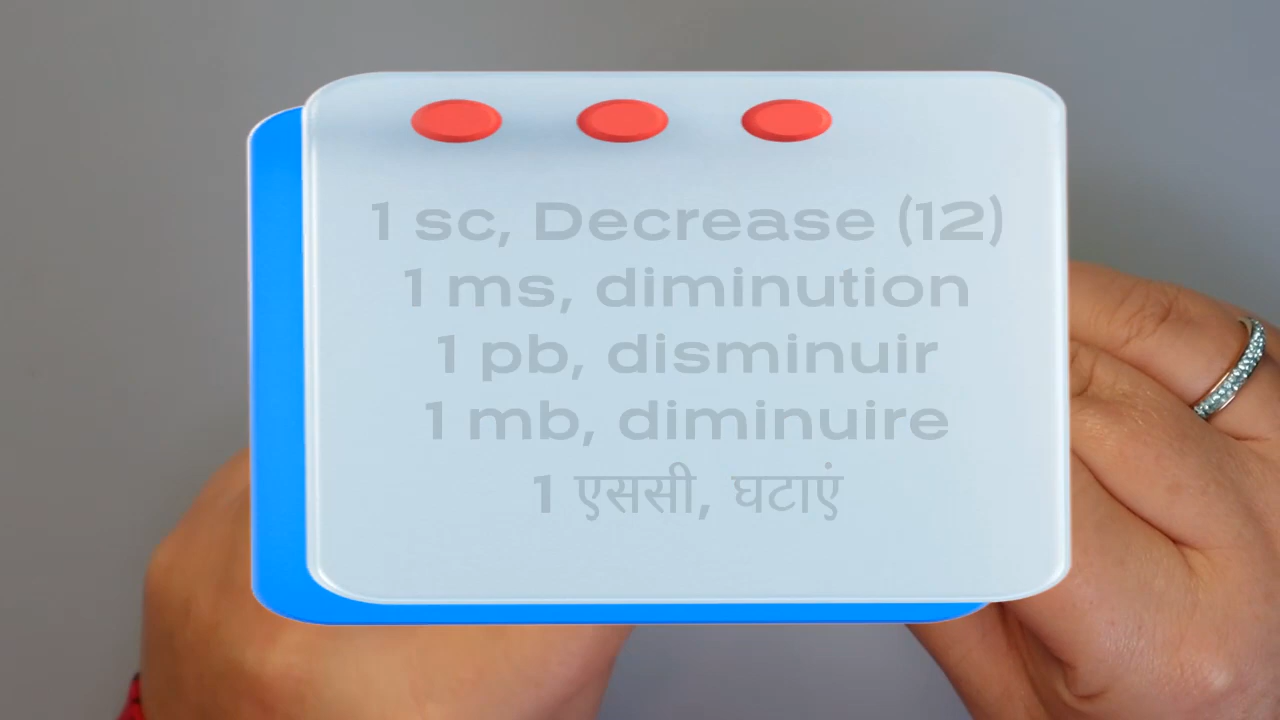 1 sc, Decrease (12)
1 ms, diminution
1 pb, disminuir
1 mb, diminuire
1 एससी, घटाएं